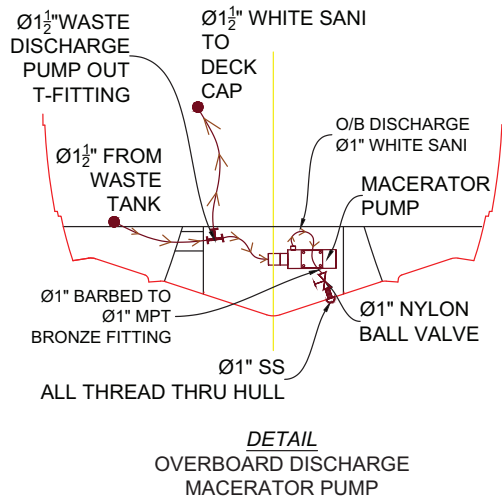 Ø1½"WASTE
DISCHARGE
PUMP OUT
T-FITTING
Ø1½" WHITE SANI
TO
DECK
CAP
O/B DISCHARGE
Ø1" WHITE SANI
Ø1½" FROM
WASTE
TANK
MACERATOR
PUMP
Ø1" BARBED TO
Ø1" MPT
BRONZE FITTING
Ø1" NYLON
BALL VALVE
Ø1" SS
ALL THREAD THRU HULL
DETAIL
OVERBOARD DISCHARGE
MACERATOR PUMP